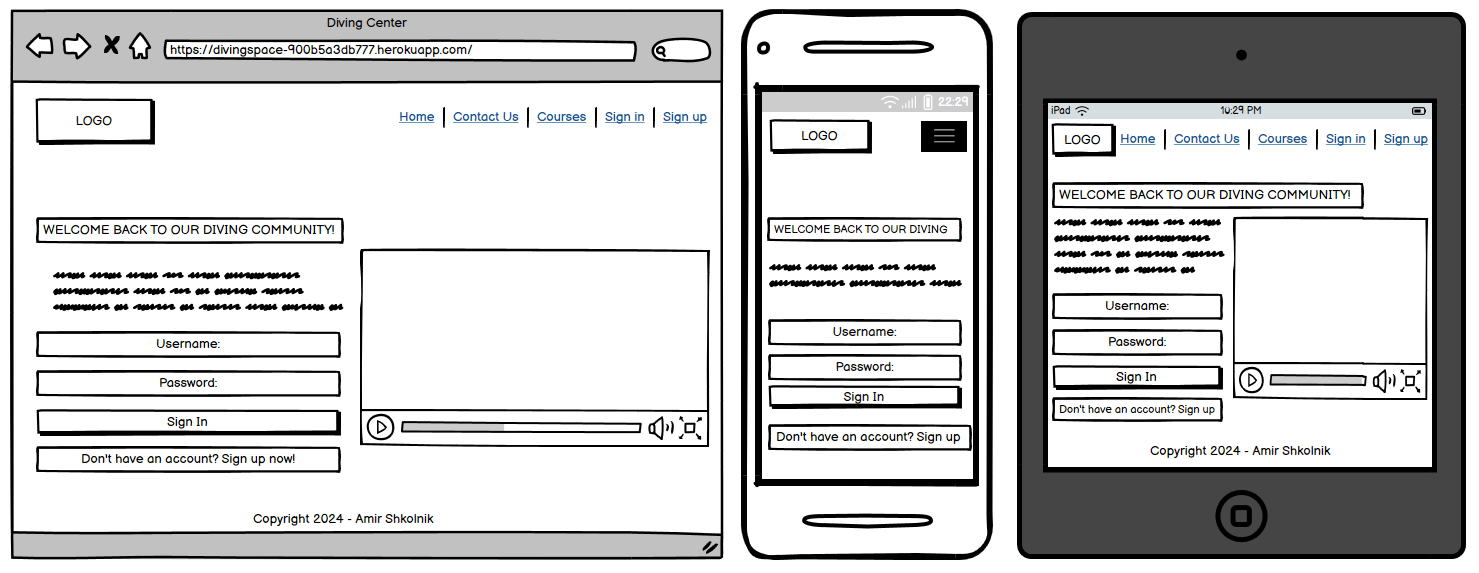 Diving Center
https://divingspace-900b5a3db777.herokuapp.com/
LOGO
Home Contact Us Courses Sign in Sign up
WELCOME BACK TO OUR DIVING COMMUNITY!
Username:
Password:
Sign In
Don't have an account? Sign up now!
Copyright 2024 - Amir Shkolnik
22:29
LOGO
WELCOME BACK TO OUR DIVING
Username:
Password:
Sign In
Don't have an account? Sign up
iPad 10:29 PM
LOGO Home Contact Us Courses Sign in Sign up
WELCOME BACK TO OUR DIVING COMMUNITY!
Username:
Password:
Sign In
Don't have an account? Sign up
Copyright 2024 - Amir Shkolnik